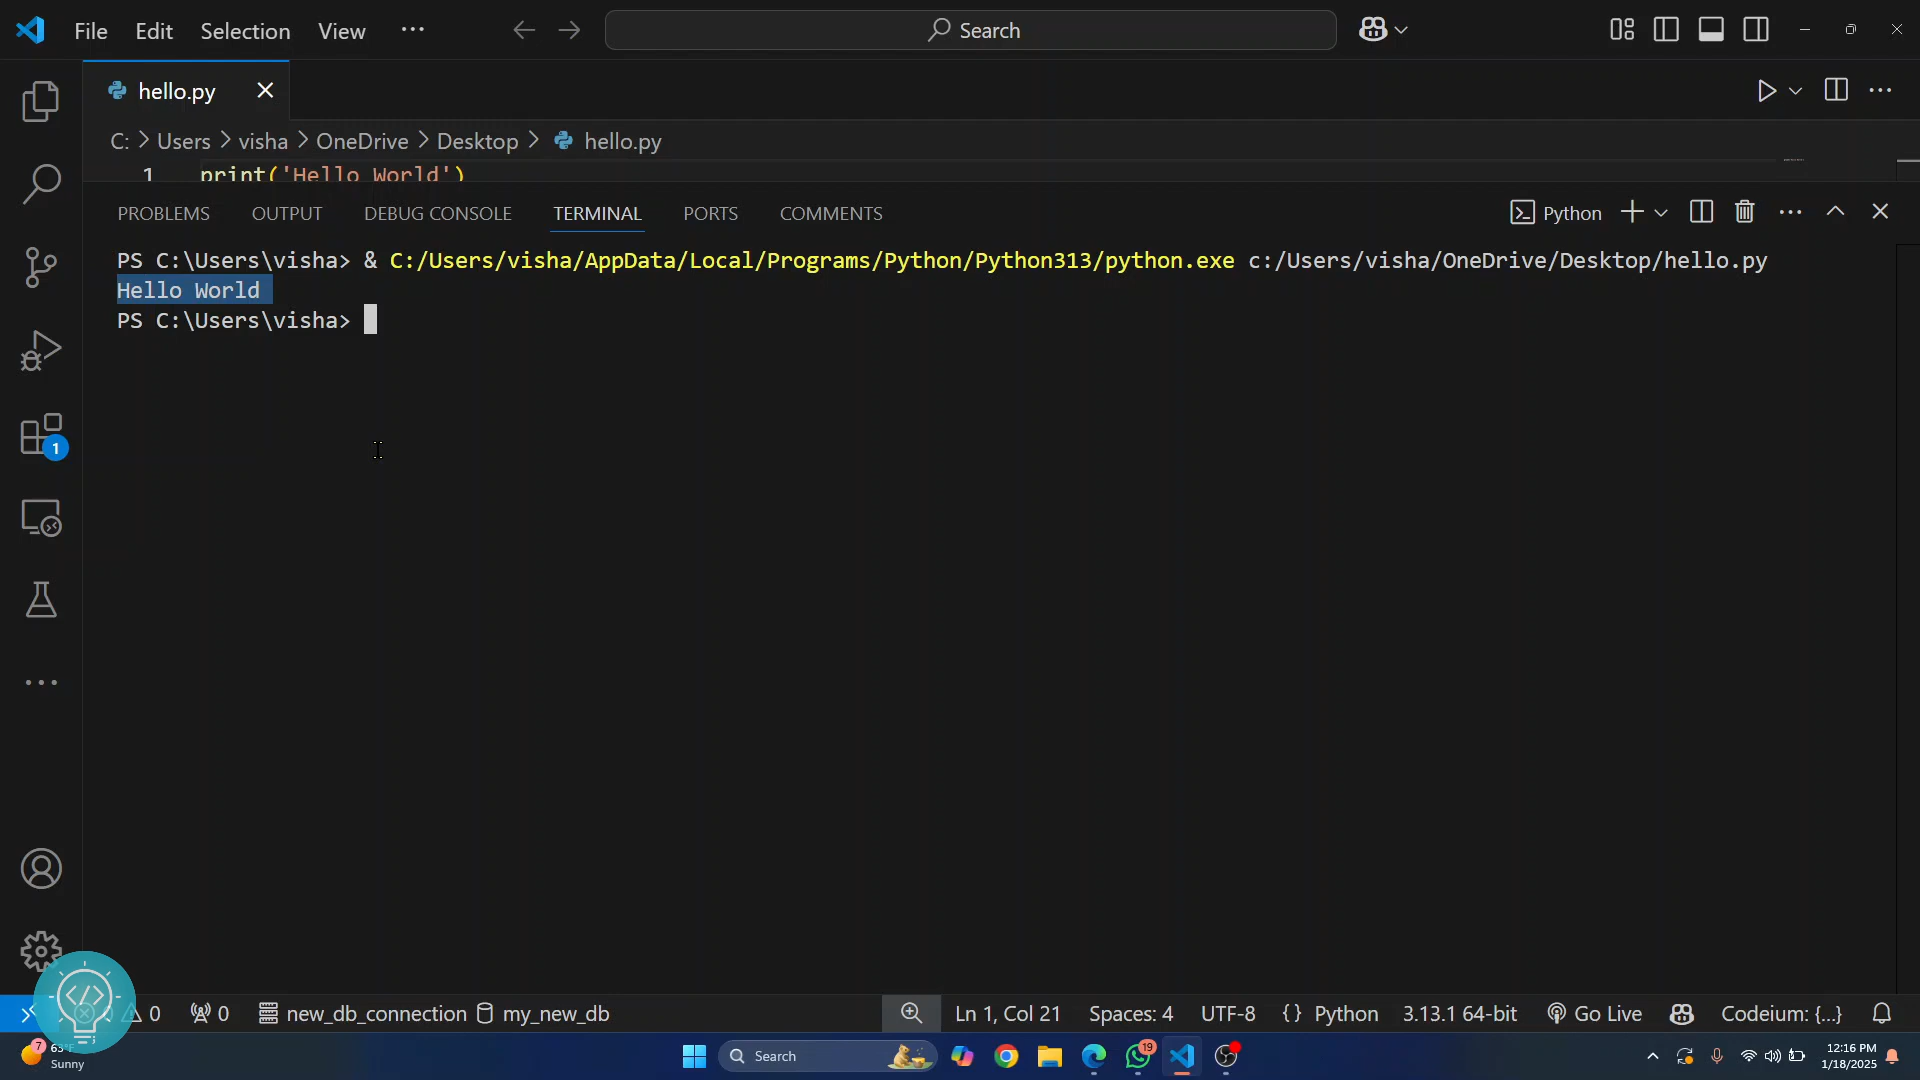 File Edit Selection View ··· Search
hello.py
C: > Users > visha > OneDrive > Desktop > hello.py
1 print('Hello World')
PROBLEMS OUTPUT DEBUG CONSOLE TERMINAL PORTS COMMENTS Python
PS C:\Users\visha> & C:/Users/visha/AppData/Local/Programs/Python/Python313/python.exe c:/Users/visha/OneDrive/Desktop/hello.py
Hello World
PS C:\Users\visha>
1
0 0 new_db_connection my_new_db Ln 1, Col 21 Spaces: 4 UTF-8 {} Python 3.13.1 64-bit Go Live Codeium: {...}
7 63°F
Sunny
Search
19
12:16 PM
1/18/2025